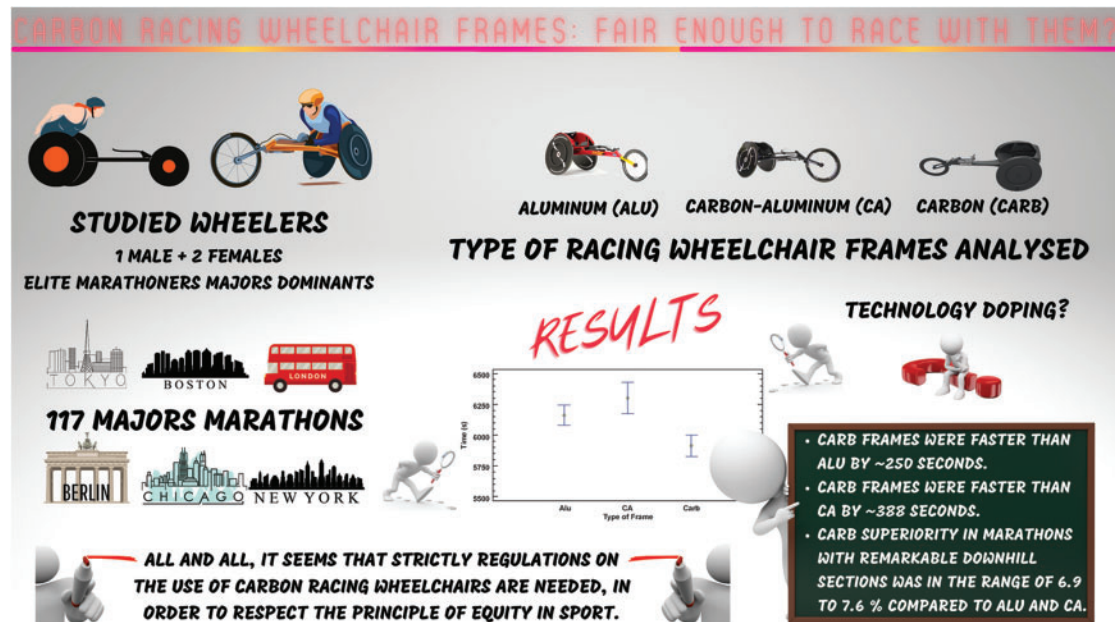 CARBON RACING WHEELCHAIR FRAMES: FAIR ENOUGH TO RACE WITH THEM?
STUDIED WHEELERS
1 MALE + 2 FEMALES
ELITE MARATHONERS MAJORS DOMINANTS
ALUMINUM (ALU)
CARBON-ALUMINUM (CA)
CARBON (CARB)
TYPE OF RACING WHEELCHAIR FRAMES ANALYSED
TOKYO
BOSTON
LONDON
117 MAJORS MARATHONS
BERLIN
CHICAGO
NEW YORK
RESULTS
6500
6250
6000
5750
5500
Time (s)
Alu
CA
Carb
Type of Frame
TECHNOLOGY DOPING?
• CARB FRAMES WERE FASTER THAN
ALU BY ~250 SECONDS.
• CARB FRAMES WERE FASTER THAN
CA BY ~388 SECONDS.
• CARB SUPERIORITY IN MARATHONS
WITH REMARKABLE DOWNHILL
SECTIONS WAS IN THE RANGE OF 6.9
TO 7.6 % COMPARED TO ALU AND CA.
ALL AND ALL, IT SEEMS THAT STRICTLY REGULATIONS ON
THE USE OF CARBON RACING WHEELCHAIRS ARE NEEDED, IN
ORDER TO RESPECT THE PRINCIPLE OF EQUITY IN SPORT.